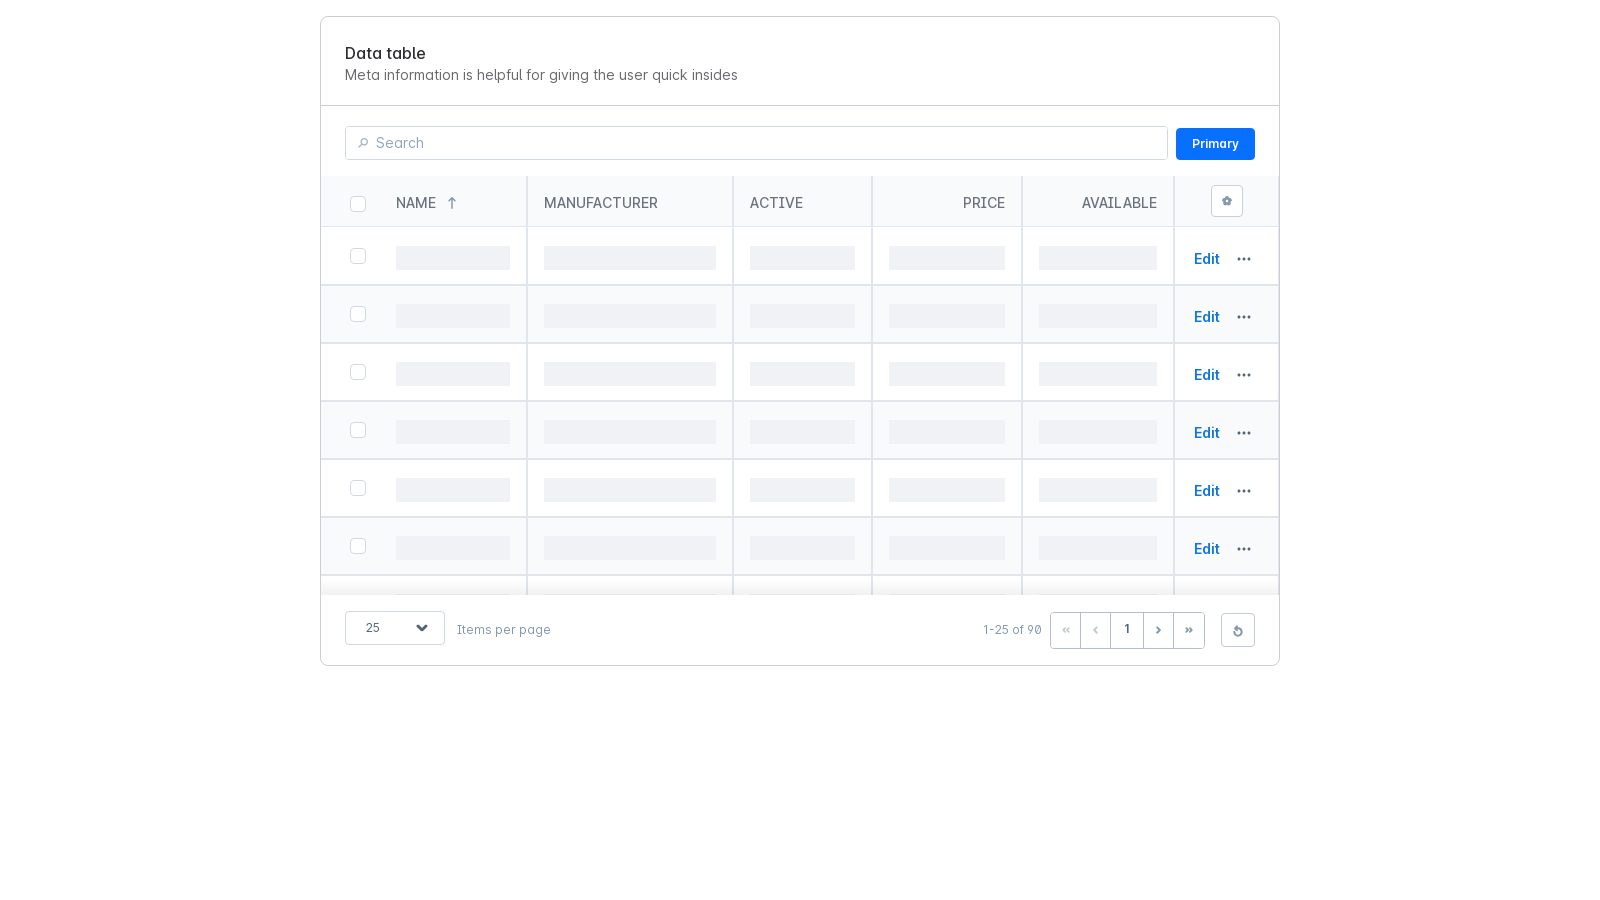 Data table
Meta information is helpful for giving the user quick insides
Search
Primary
NAME MANUFACTURER ACTIVE PRICE AVAILABLE
Edit
Edit
Edit
Edit
Edit
Edit
25 Items per page 1-25 of 90 « ‹ 1 › »